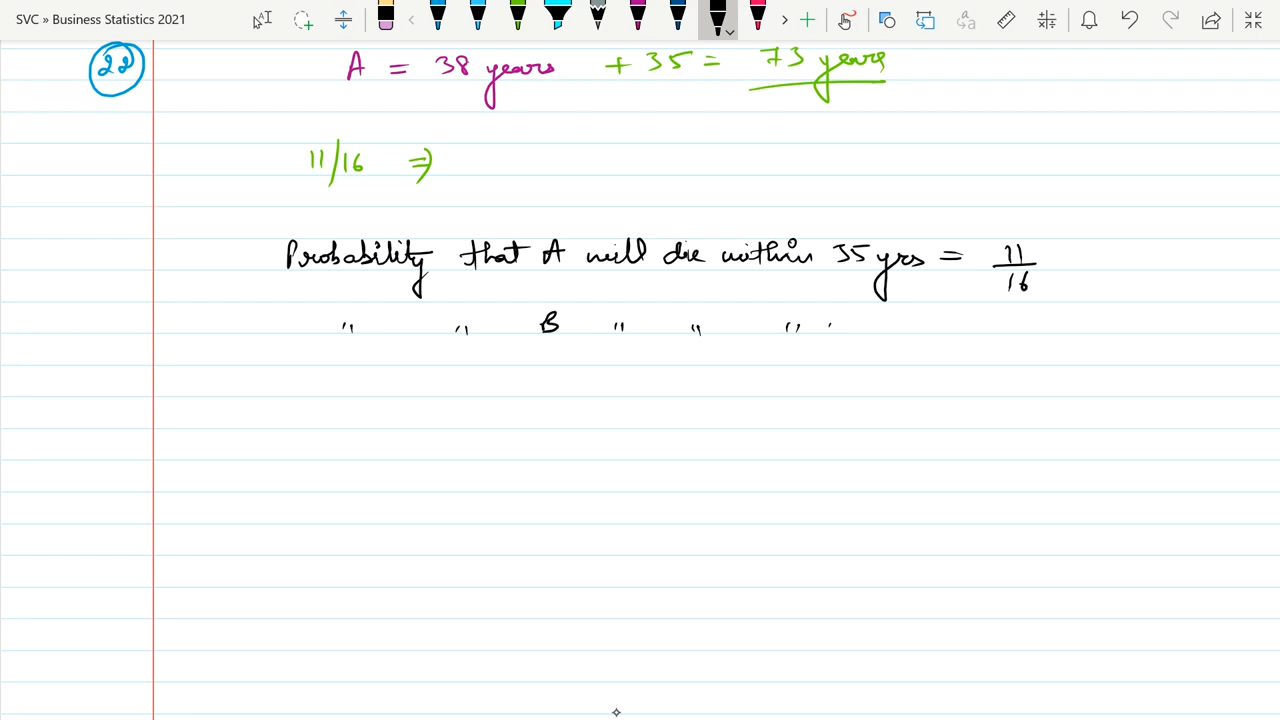 SVC » Business Statistics 2021
22 A = 38 years + 35 = 73 years
11/16 ⇒
Probability that A will die within 35 yrs = 11/16
" " B " " " '